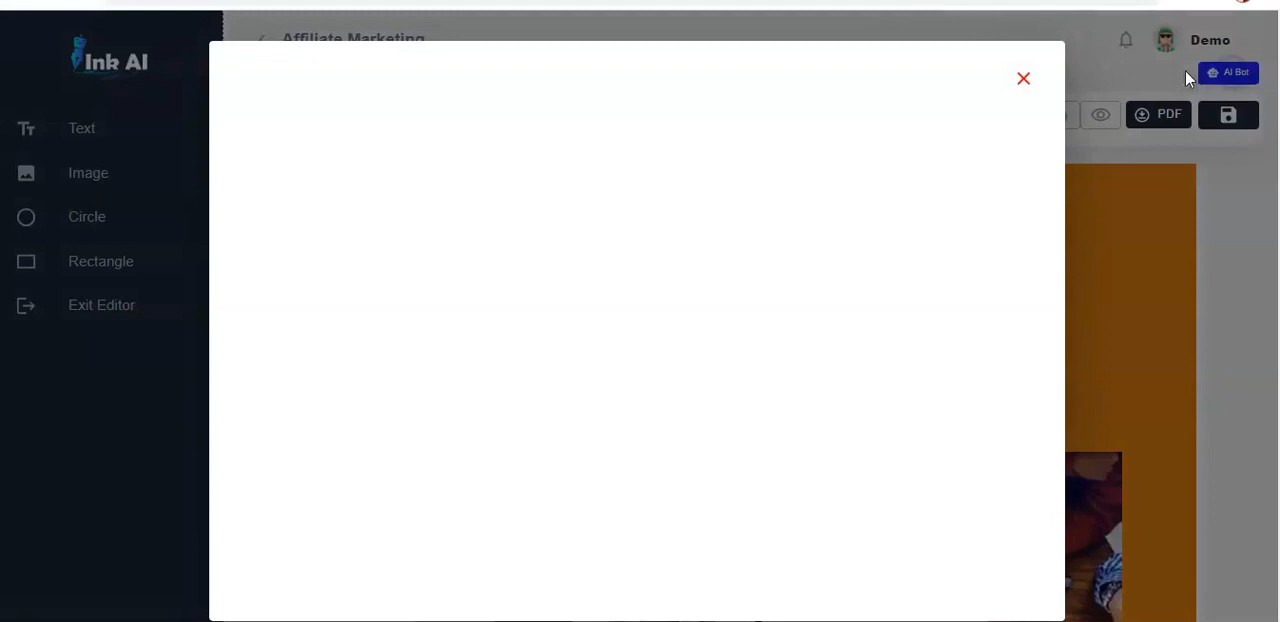 Ink AI
Text
Image
Circle
Rectangle
Exit Editor
Affiliate Marketing
Demo
AI Bot
PDF